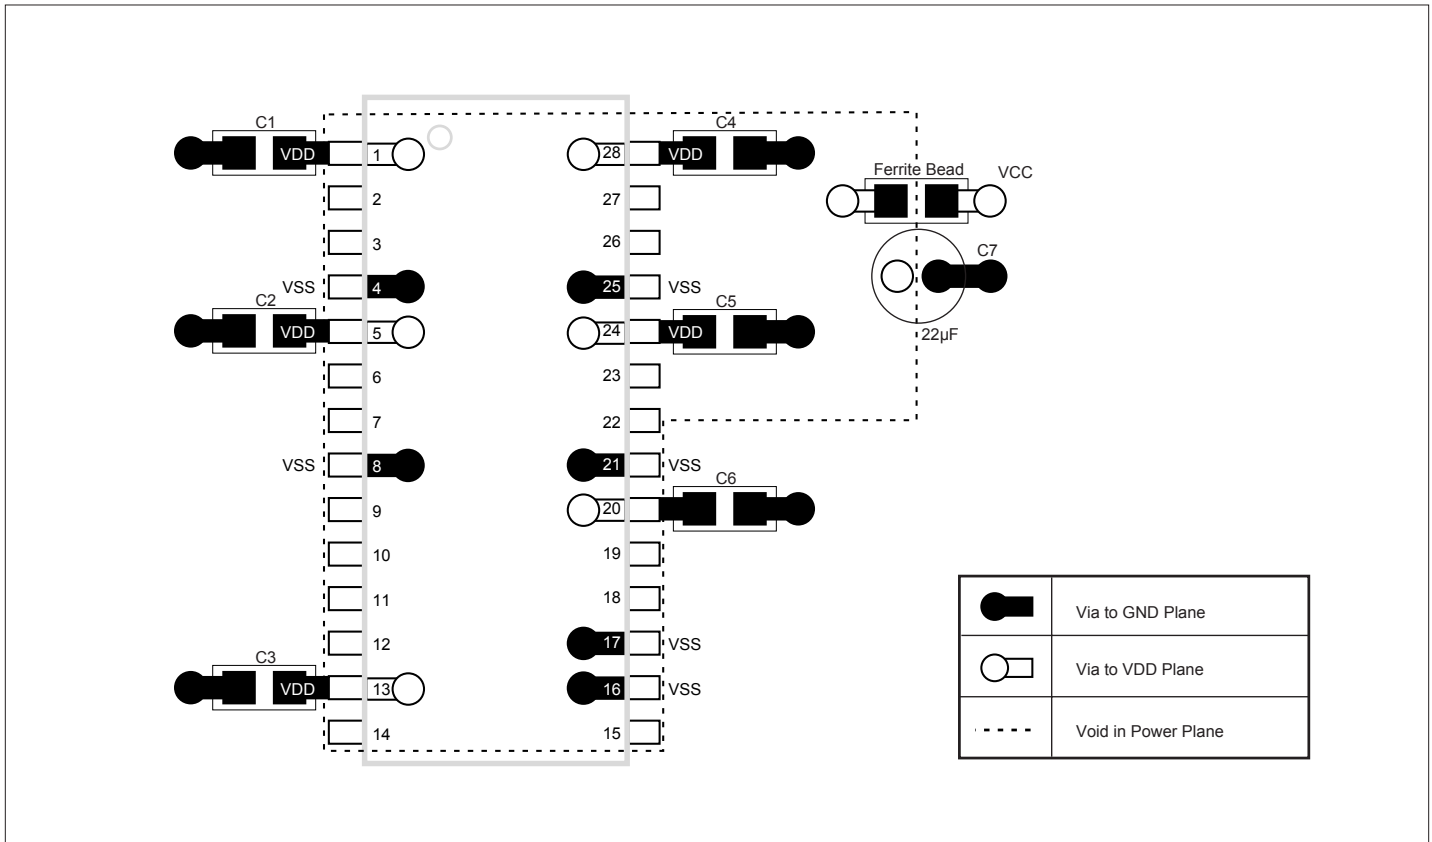 C1
C4
VDD
1
28
VDD
Ferrite Bead
VCC
2
27
3
26
C7
VSS
4
25
VSS
C2
C5
VDD
5
24
VDD
22µF
6
23
7
22
VSS
8
21
VSS
C6
9
20
10
19
11
18
12
17
VSS
C3
VDD
13
16
VSS
14
15
Via to GND Plane
Via to VDD Plane
Void in Power Plane